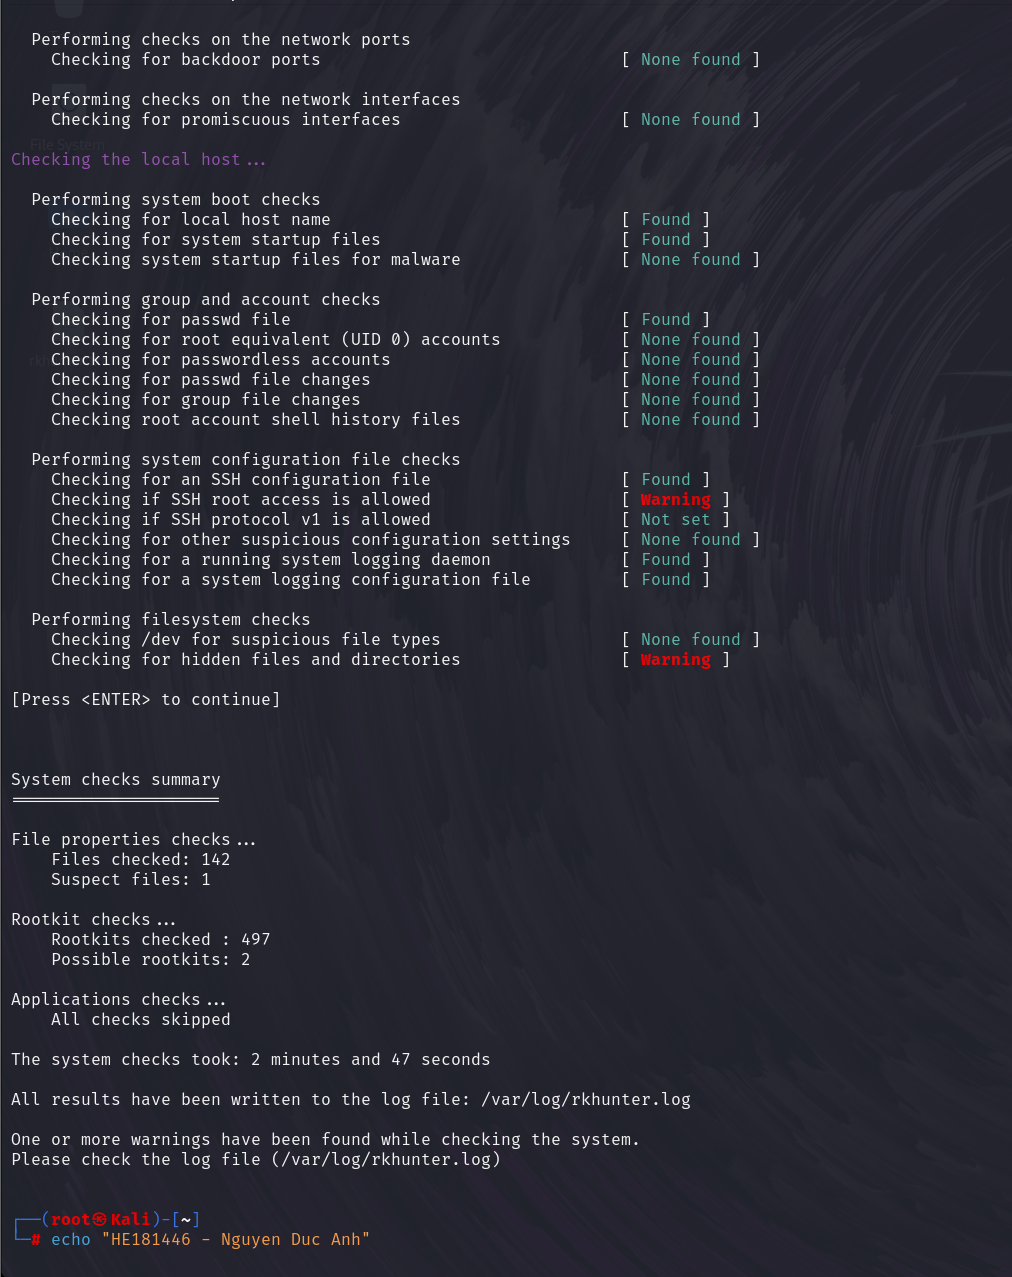 Performing checks on the network ports
Checking for backdoor ports [ None found ]
Performing checks on the network interfaces
Checking for promiscuous interfaces [ None found ]
File System
Checking the local host...
Performing system boot checks
Checking for local host name [ Found ]
Checking for system startup files [ Found ]
Checking system startup files for malware [ None found ]
Performing group and account checks
Checking for passwd file [ Found ]
Checking for root equivalent (UID 0) accounts [ None found ]
Checking for passwordless accounts [ None found ]
Checking for passwd file changes [ None found ]
Checking for group file changes [ None found ]
Checking root account shell history files [ None found ]
Performing system configuration file checks
Checking for an SSH configuration file [ Found ]
Checking if SSH root access is allowed [ Warning ]
Checking if SSH protocol v1 is allowed [ Not set ]
Checking for other suspicious configuration settings [ None found ]
Checking for a running system logging daemon [ Found ]
Checking for a system logging configuration file [ Found ]
Performing filesystem checks
Checking /dev for suspicious file types [ None found ]
Checking for hidden files and directories [ Warning ]
[Press <ENTER> to continue]
System checks summary
=====================
File properties checks...
Files checked: 142
Suspect files: 1
Rootkit checks...
Rootkits checked : 497
Possible rootkits: 2
Applications checks...
All checks skipped
The system checks took: 2 minutes and 47 seconds
All results have been written to the log file: /var/log/rkhunter.log
One or more warnings have been found while checking the system.
Please check the log file (/var/log/rkhunter.log)
┌──(root㉿Kali)-[~]
└─# echo "HE181446 - Nguyen Duc Anh"